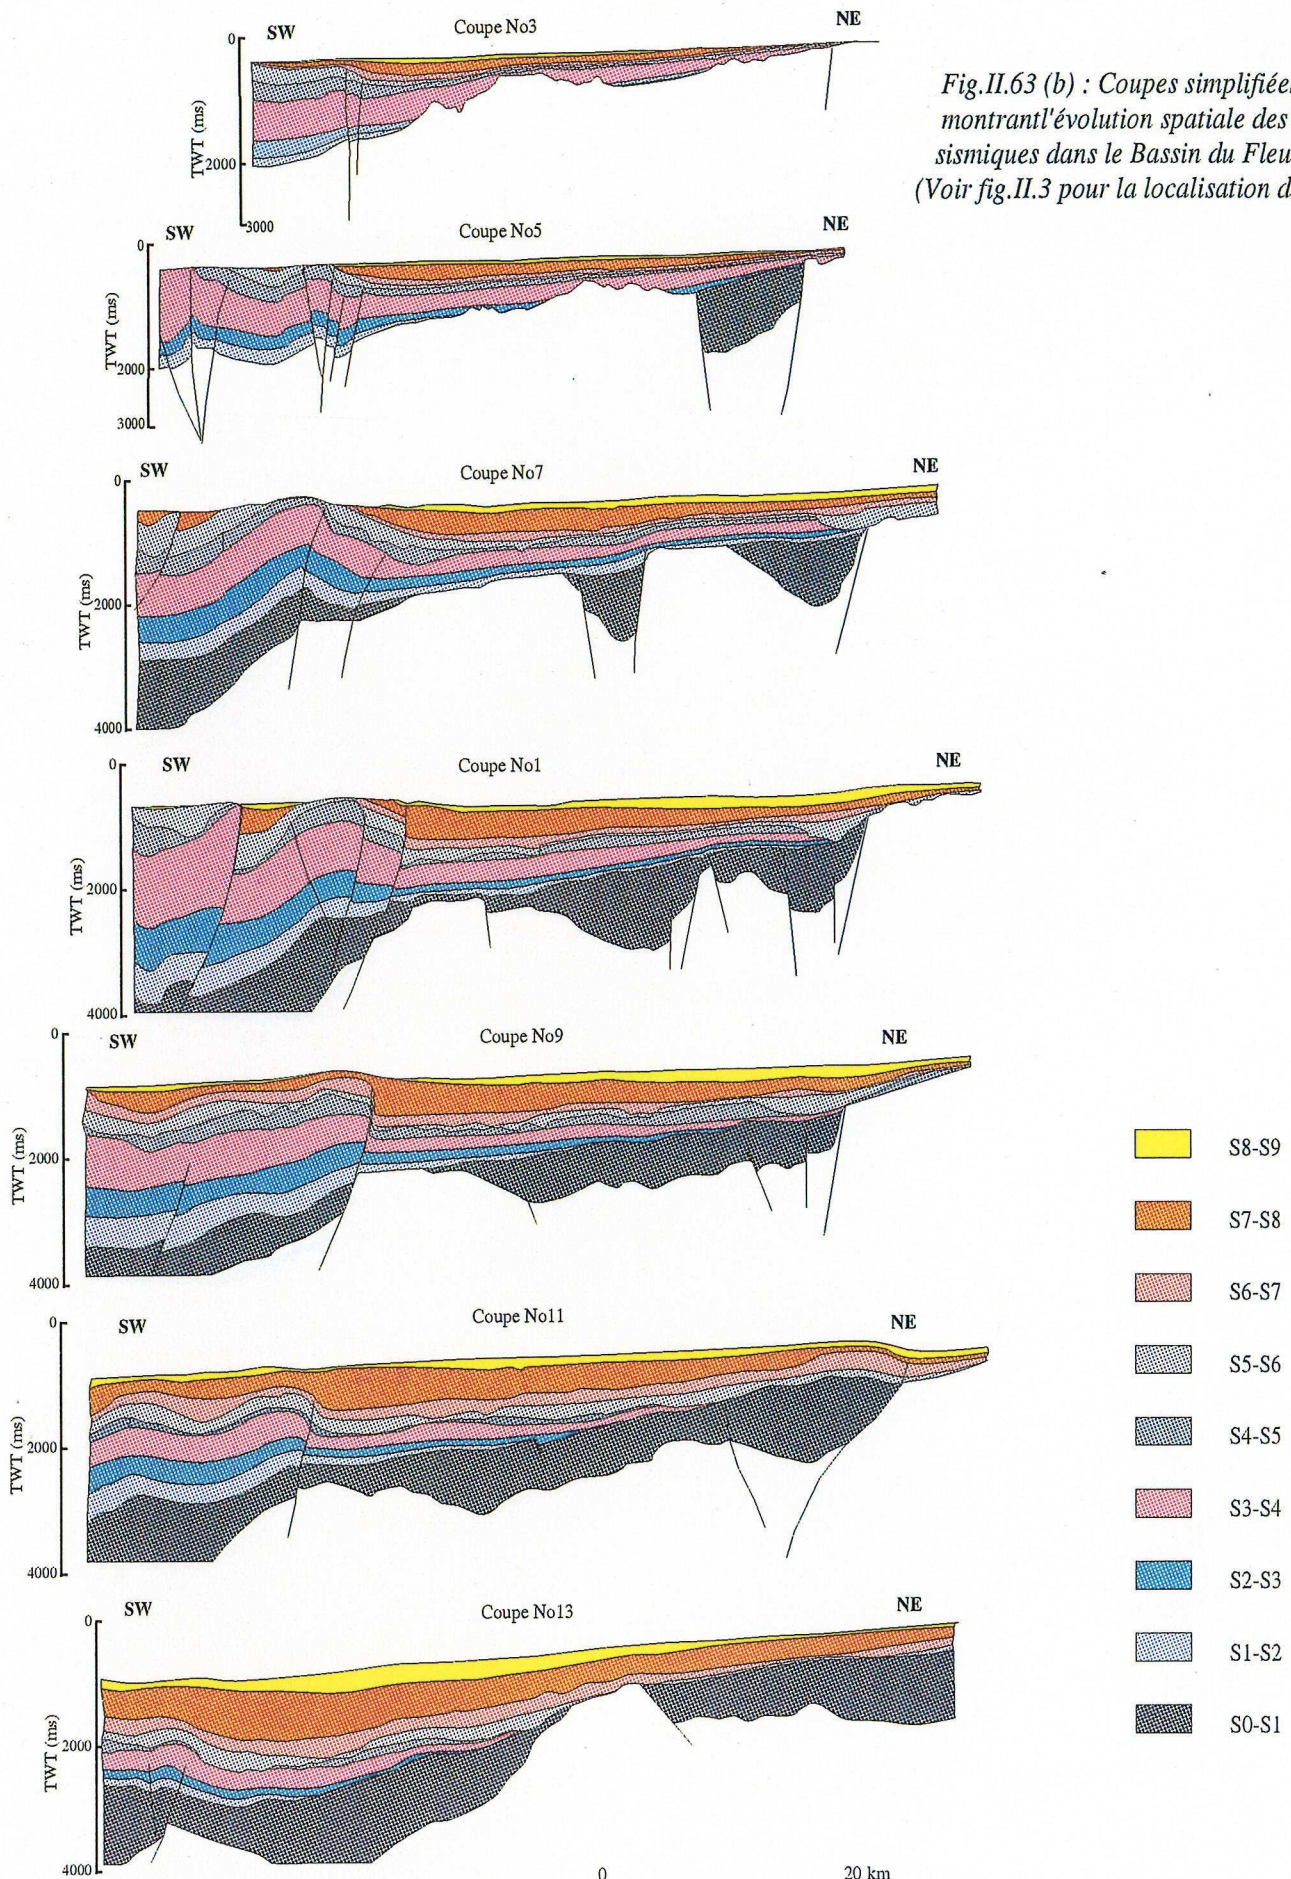 Fig.II.63 (b) : Coupes simplifiées
montrantl'évolution spatiale des
sismiques dans le Bassin du Fleu
(Voir fig.II.3 pour la localisation d
SW
Coupe No3
NE
0
TWT (ms)
2000
3000
SW
Coupe No5
NE
0
TWT (ms)
2000
3000
SW
Coupe No7
NE
0
TWT (ms)
2000
4000
SW
Coupe No1
NE
0
TWT (ms)
2000
4000
SW
Coupe No9
NE
0
TWT (ms)
2000
4000
SW
Coupe No11
NE
0
TWT (ms)
2000
4000
SW
Coupe No13
NE
0
TWT (ms)
2000
4000
0 20 km
S8-S9
S7-S8
S6-S7
S5-S6
S4-S5
S3-S4
S2-S3
S1-S2
S0-S1